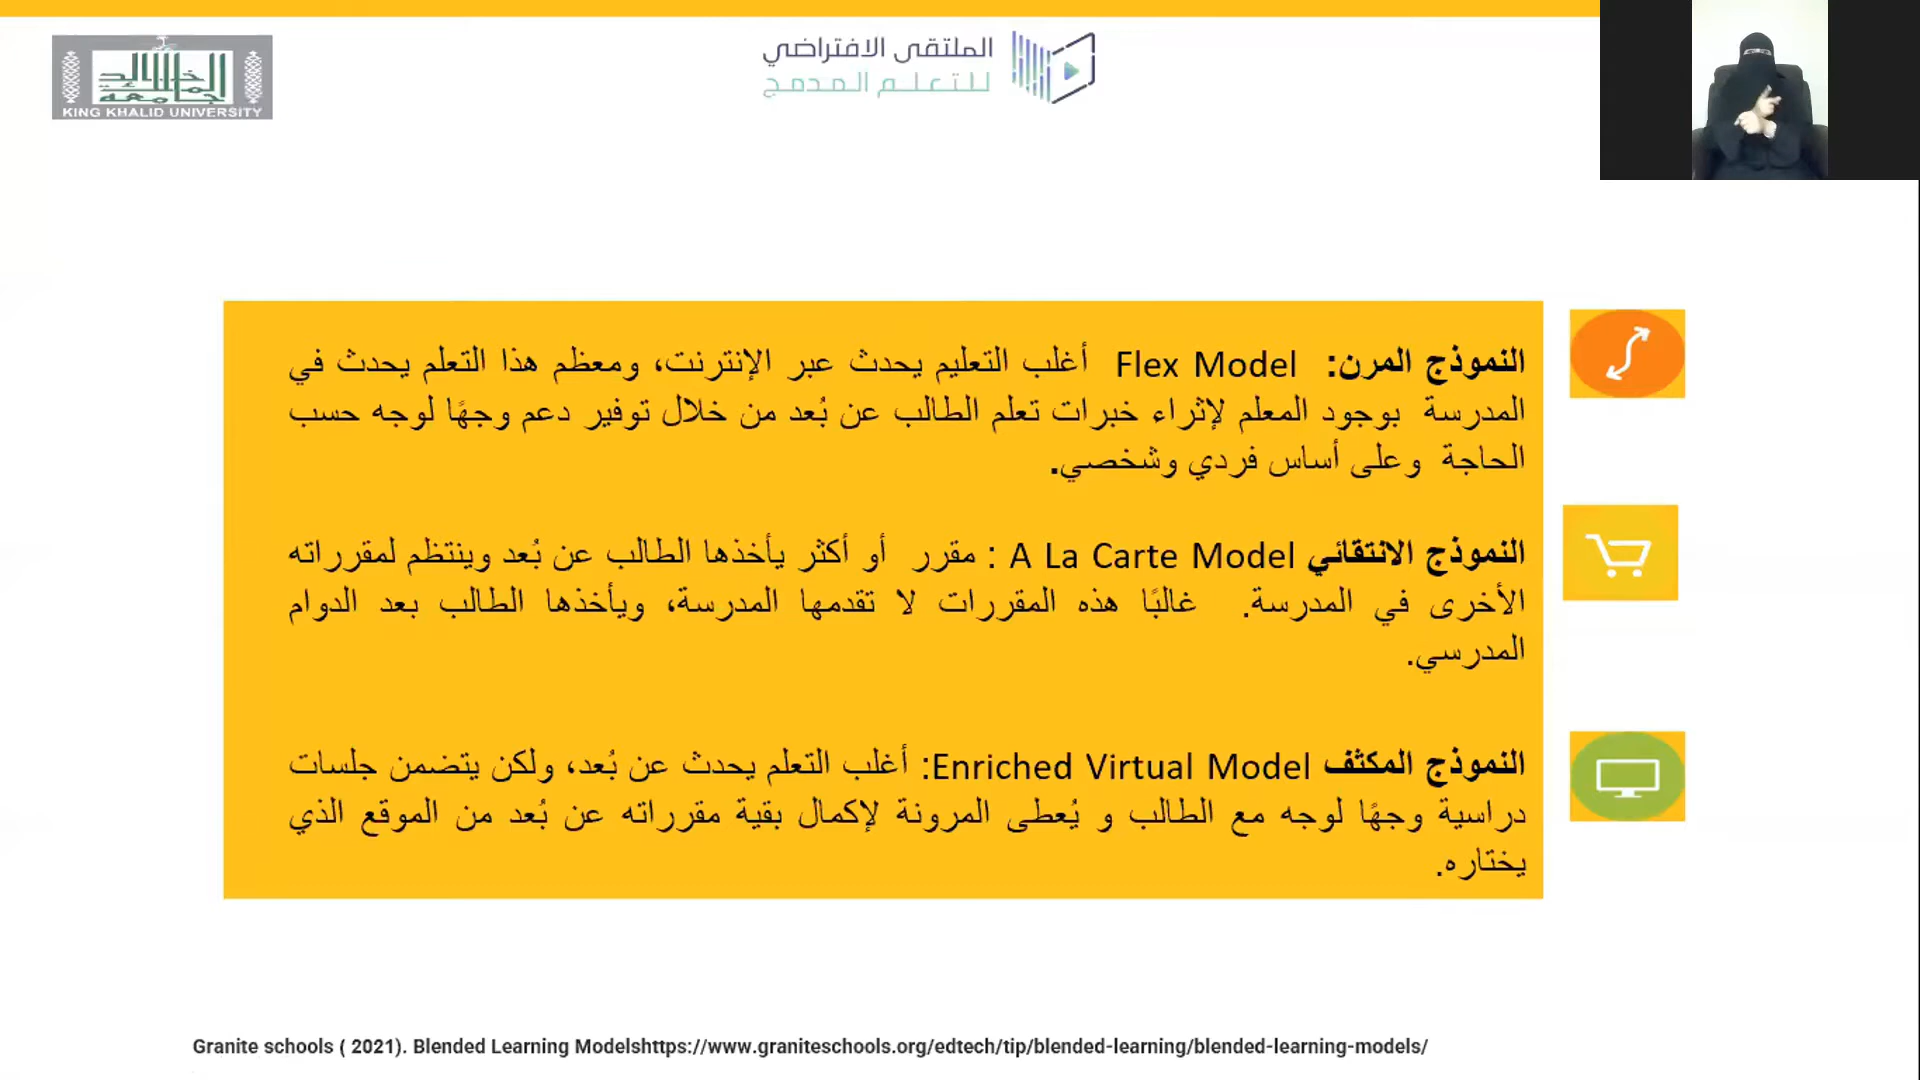 الملتقى الافتراضي
للتعلم المدمج
جامعة الملك خالد
KING KHALID UNIVERSITY
النموذج المرن: Flex Model أغلب التعليم يحدث عبر الإنترنت، ومعظم هذا التعلم يحدث في
المدرسة بوجود المعلم لإثراء خبرات تعلم الطالب عن بُعد من خلال توفير دعم وجهًا لوجه حسب
الحاجة وعلى أساس فردي وشخصي.
النموذج الانتقائي A La Carte Model : مقرر أو أكثر يأخذها الطالب عن بُعد وينتظم لمقرراته
الأخرى في المدرسة. غالبًا هذه المقررات لا تقدمها المدرسة، ويأخذها الطالب بعد الدوام
المدرسي.
النموذج المكثف Enriched Virtual Model: أغلب التعلم يحدث عن بُعد، ولكن يتضمن جلسات
دراسية وجهًا لوجه مع الطالب و يُعطى المرونة لإكمال بقية مقرراته عن بُعد من الموقع الذي
يختاره.
Granite schools ( 2021). Blended Learning Modelshttps://www.graniteschools.org/edtech/tip/blended-learning/blended-learning-models/